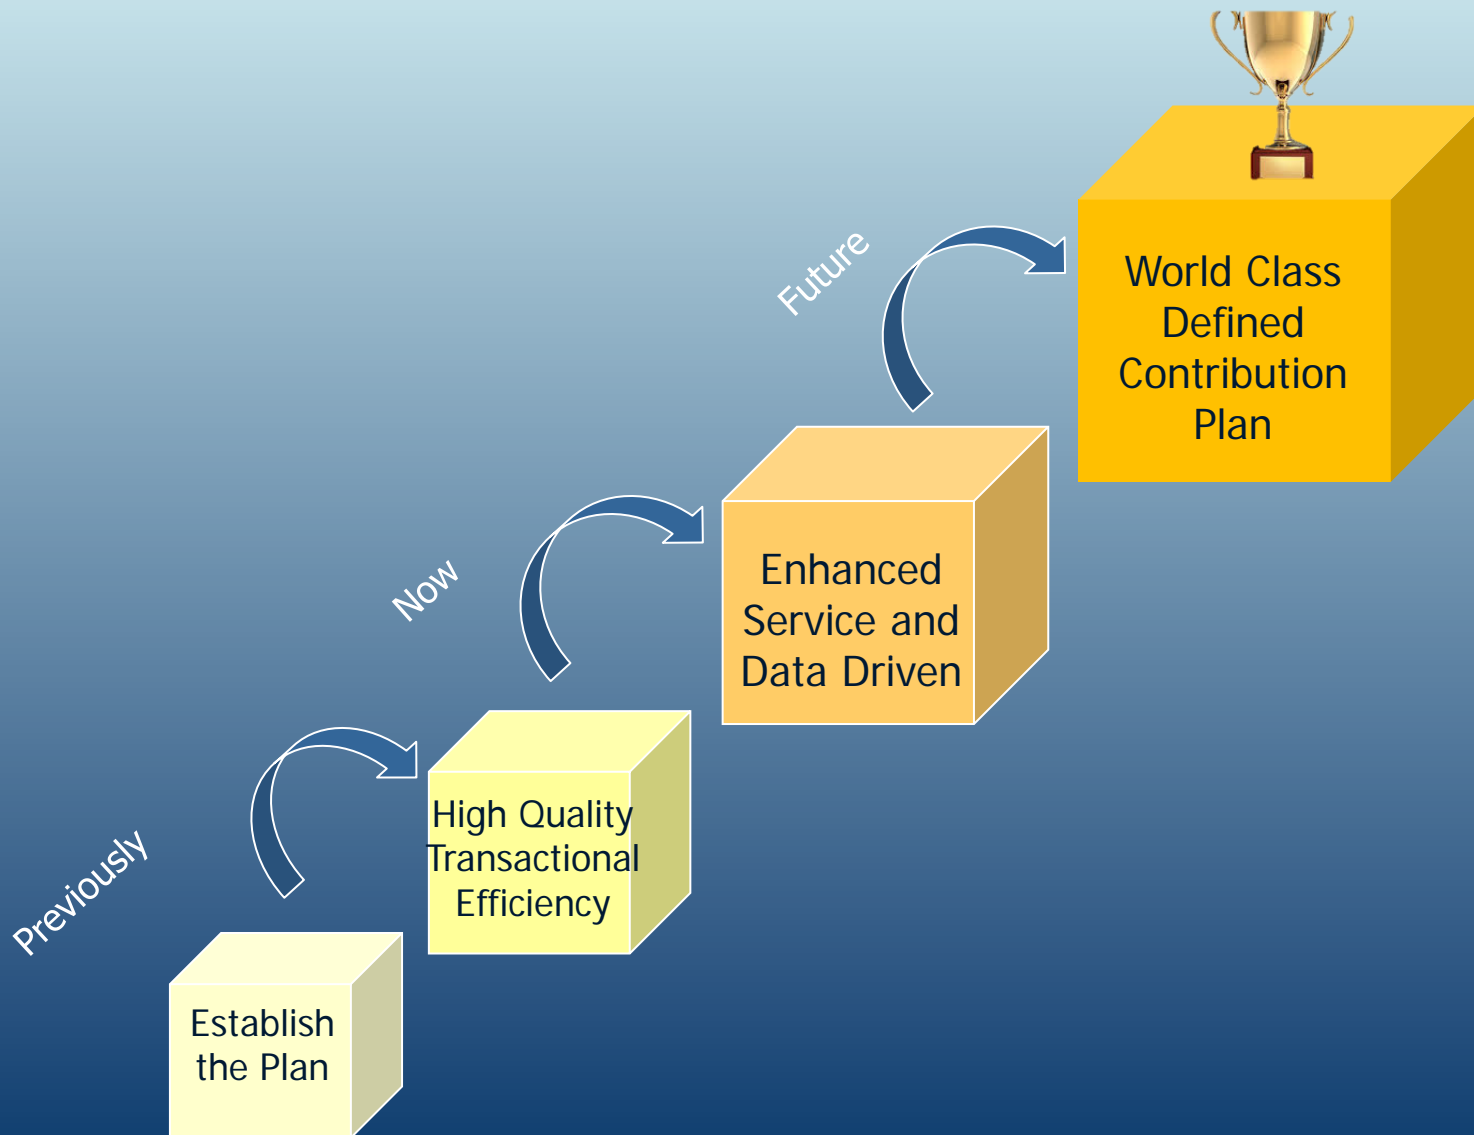 Future
World Class
Defined
Contribution
Plan
Now
Enhanced
Service and
Data Driven
Previously
High Quality
Transactional
Efficiency
Establish
the Plan